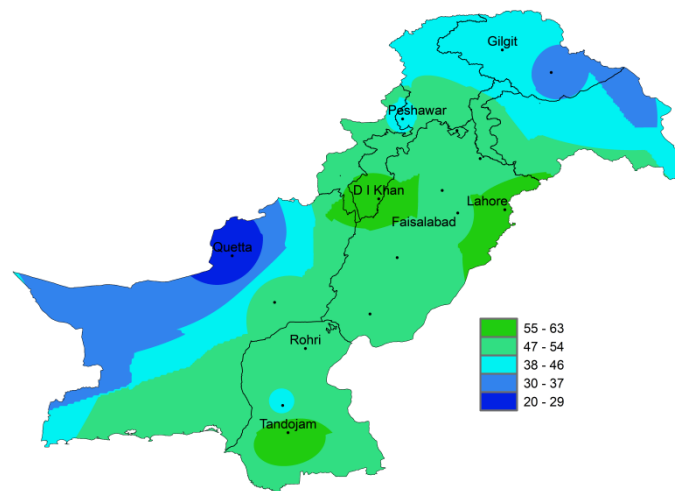 Gilgit
Peshawar
D I Khan
Lahore
Faisalabad
Quetta
Rohri
Tandojam
55 - 63
47 - 54
38 - 46
30 - 37
20 - 29